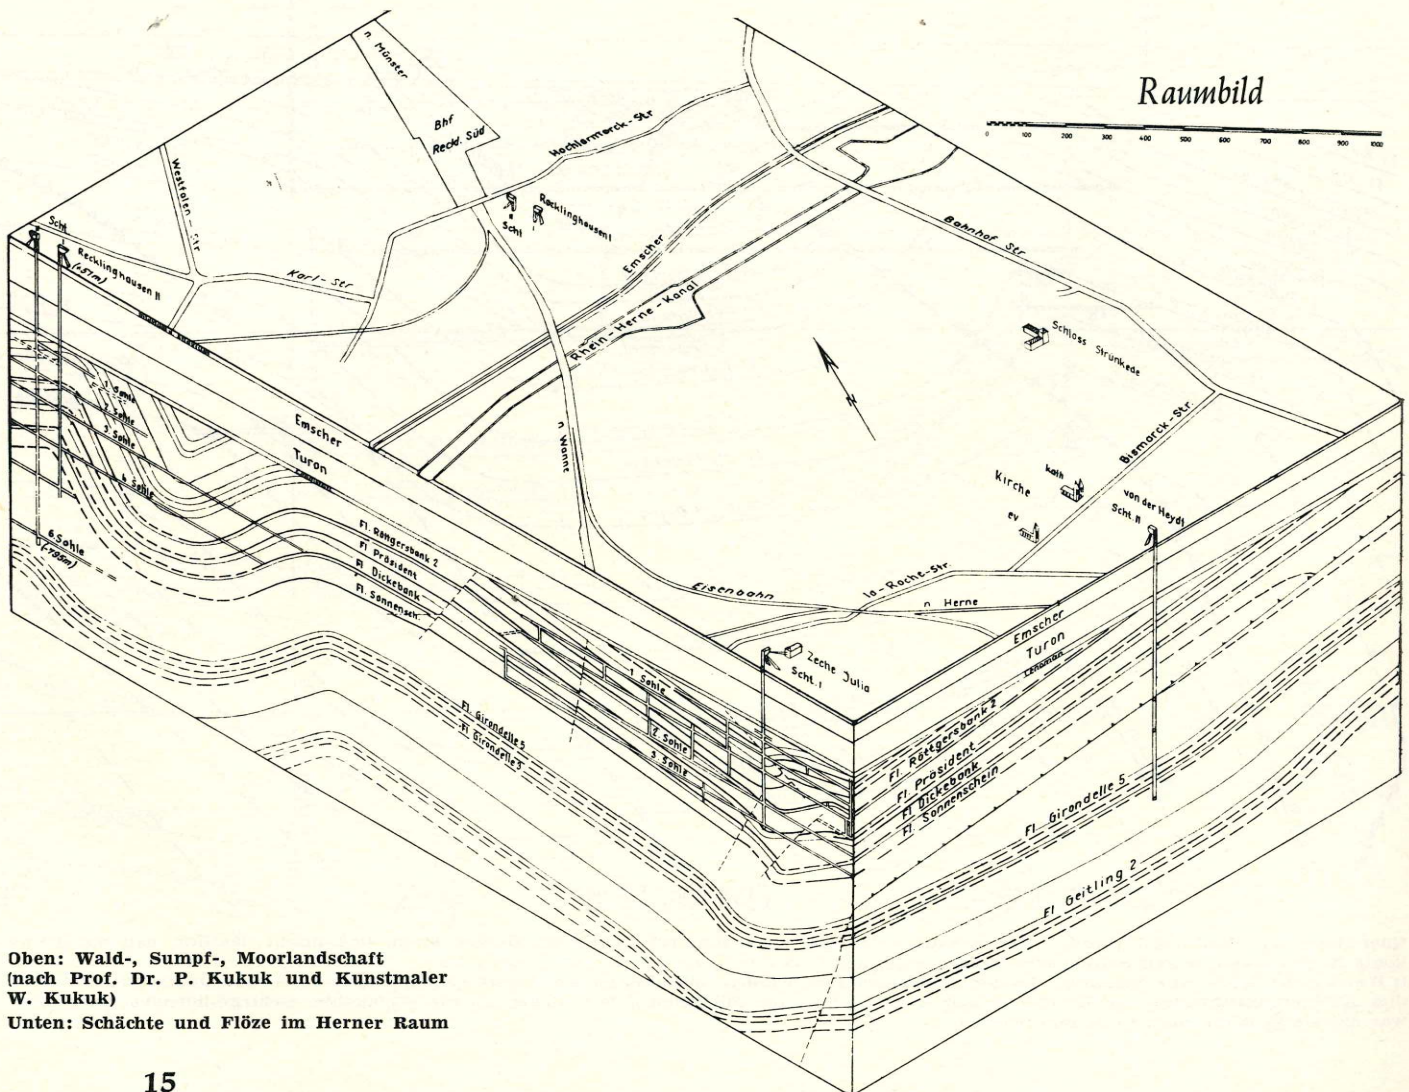 Raumbild
0 100 200 300 400 500 600 700 800 900 1000
n Münster
Bhf
Reckl. Süd
Hochlarmarck-Str
Westfalen-Str
Karl-Str
Scht
Recklinghausen II
(+57m)
Scht
Recklinghausen I
Emscher
Rhein-Herne-Kanal
Bahnhof Str
Schloss Strünkede
N
n Wanne
Bismarck-Str.
Kirche
kath
ev
von der Heydt
Scht. II
Eisenbahn
la-Roche-Str.
n Herne
Zeche Julia
Scht. I
Emscher
Turon
1. Sohle
2. Sohle
3. Sohle
4. Sohle
6. Sohle
(-795m)
Fl. Röttgersbank 2
Fl. Präsident
Fl. Dickebank
Fl. Sonnensch.
Fl. Girondelle 5
Fl. Girondelle 3
1. Sohle
2. Sohle
3. Sohle
Emscher
Turon
Cenoman
Fl. Röttgersbank 2
Fl. Präsident
Fl. Dickebank
Fl. Sonnenschein
Fl. Girondelle 5
Fl. Geitling 2
Oben: Wald-, Sumpf-, Moorlandschaft
(nach Prof. Dr. P. Kukuk und Kunstmaler
W. Kukuk)
Unten: Schächte und Flöze im Herner Raum
15